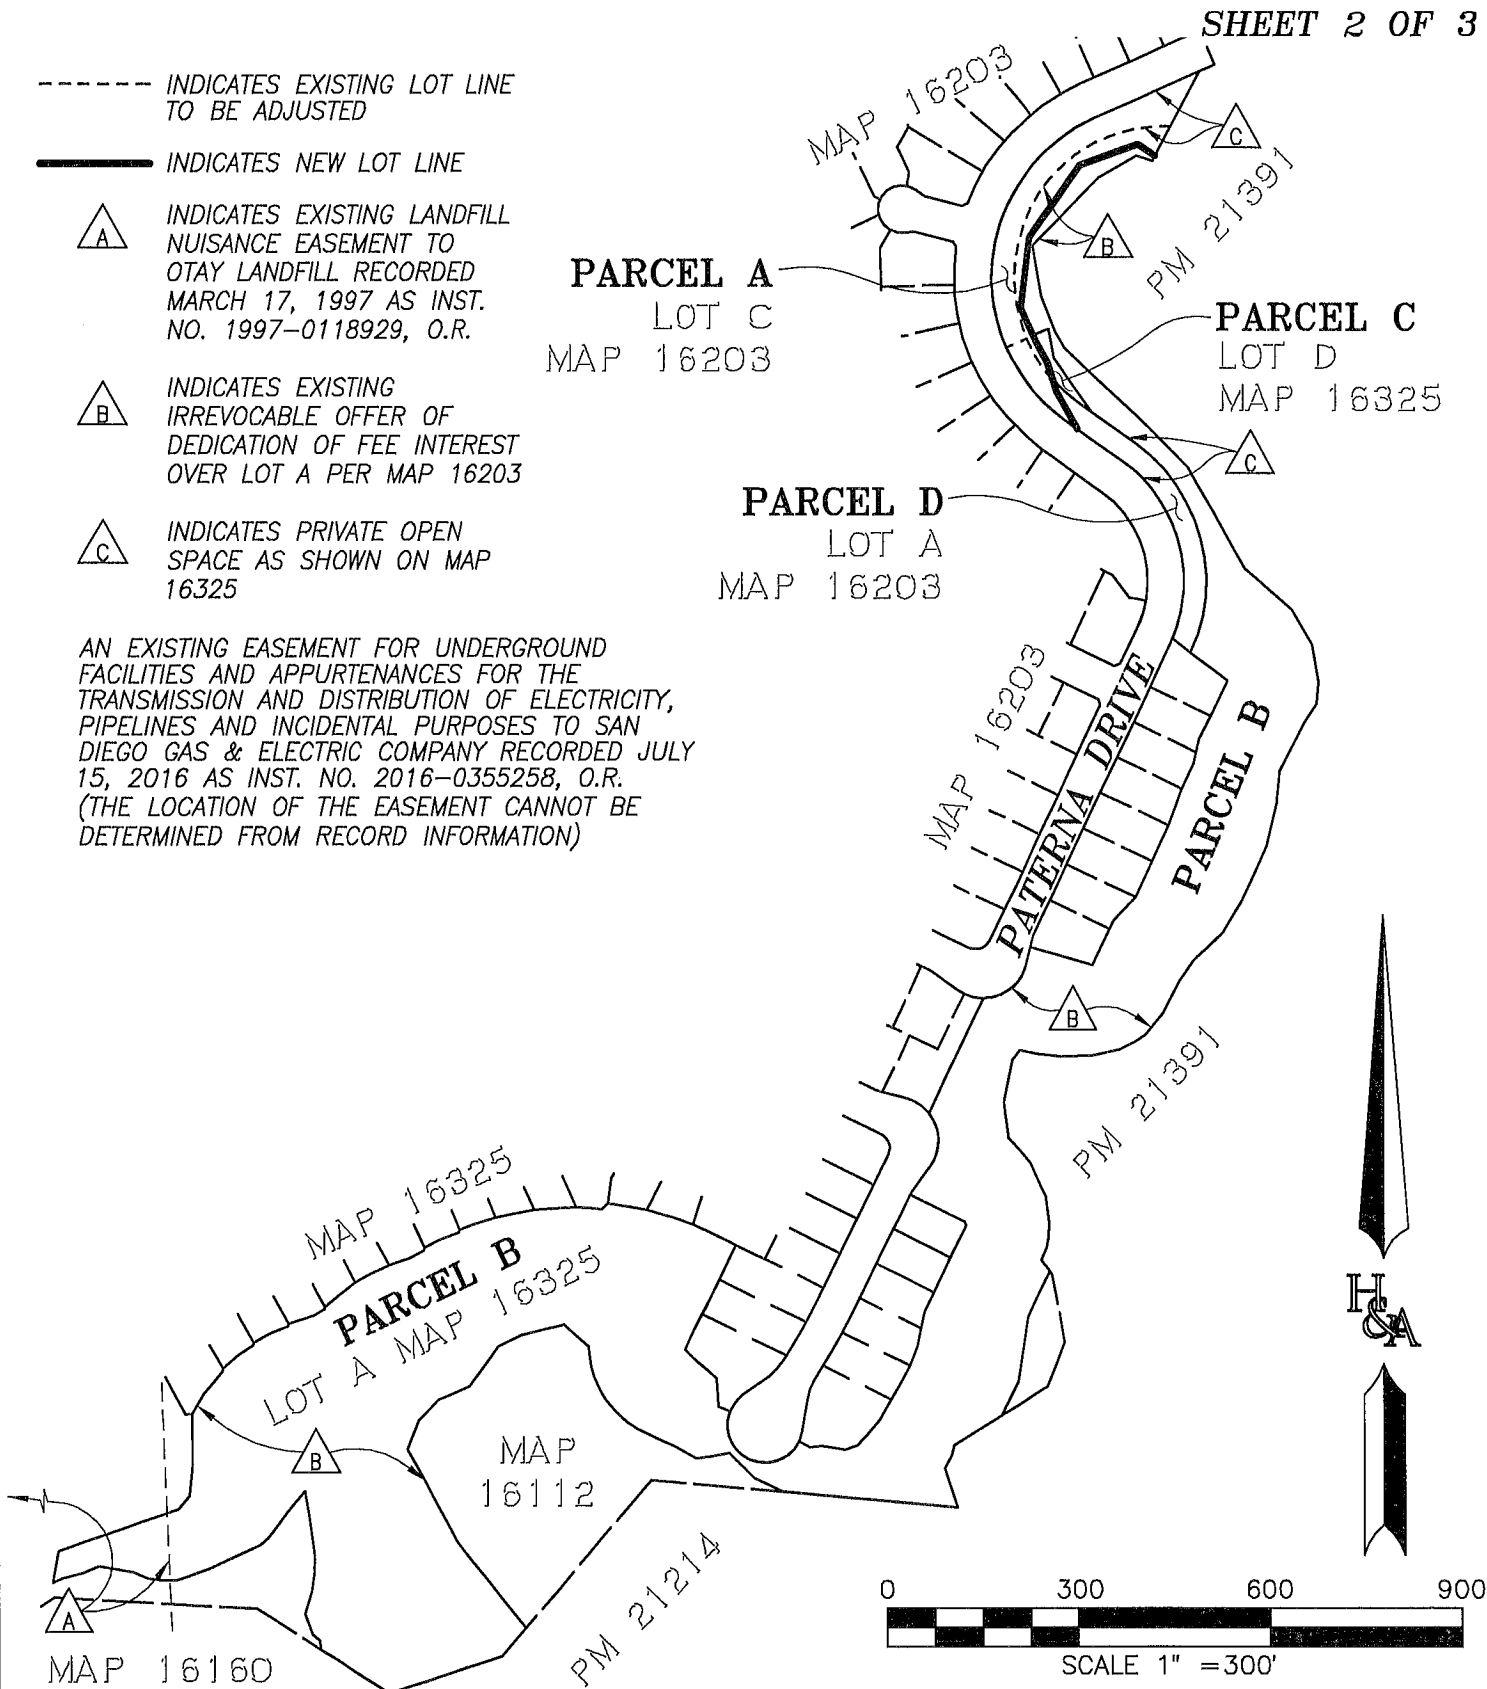 SHEET 2 OF 3
INDICATES EXISTING LOT LINE
TO BE ADJUSTED
INDICATES NEW LOT LINE
A
INDICATES EXISTING LANDFILL
NUISANCE EASEMENT TO
OTAY LANDFILL RECORDED
MARCH 17, 1997 AS INST.
NO. 1997-0118929, O.R.
B
INDICATES EXISTING
IRREVOCABLE OFFER OF
DEDICATION OF FEE INTEREST
OVER LOT A PER MAP 16203
C
INDICATES PRIVATE OPEN
SPACE AS SHOWN ON MAP
16325
AN EXISTING EASEMENT FOR UNDERGROUND
FACILITIES AND APPURTENANCES FOR THE
TRANSMISSION AND DISTRIBUTION OF ELECTRICITY,
PIPELINES AND INCIDENTAL PURPOSES TO SAN
DIEGO GAS & ELECTRIC COMPANY RECORDED JULY
15, 2016 AS INST. NO. 2016-0355258, O.R.
(THE LOCATION OF THE EASEMENT CANNOT BE
DETERMINED FROM RECORD INFORMATION)
MAP 16203
C
B
PM 21391
PARCEL A
LOT C
MAP 16203
PARCEL C
LOT D
MAP 16325
C
PARCEL D
LOT A
MAP 16203
MAP 16203
PATERNA DRIVE
PARCEL B
B
PM 21391
MAP 16325
PARCEL B
LOT A MAP 16325
B
MAP
16112
A
MAP 16160
PM 21214
H&A
0 300 600 900
SCALE 1" =300'